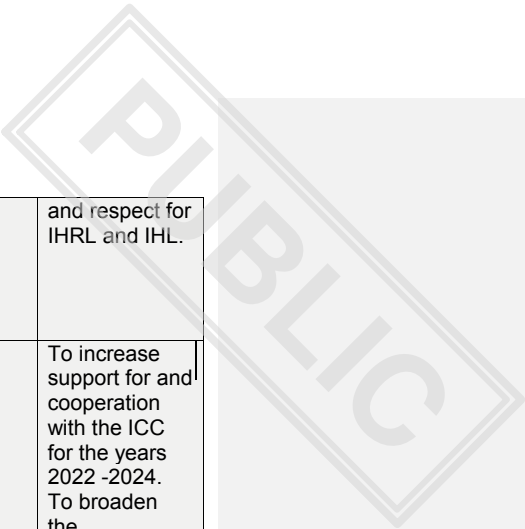 PUBLIC
and respect for
IHRL and IHL.
To increase
support for and
cooperation
with the ICC
for the years
2022 -2024.
To broaden
the